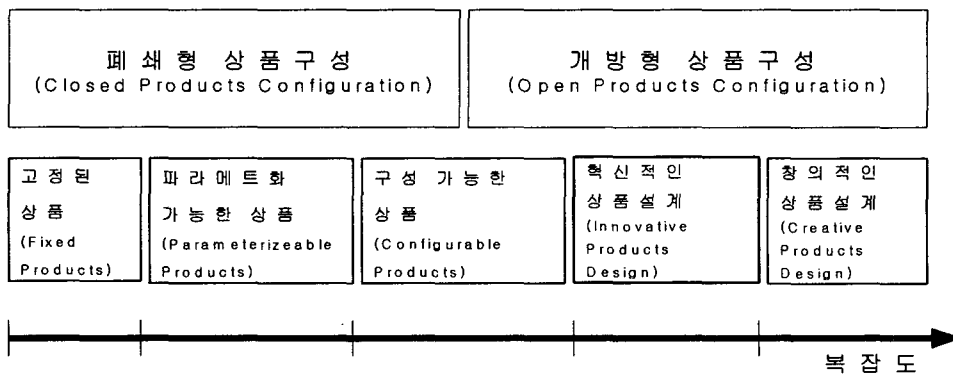 폐쇄형 상품구성
(Closed Products Configuration)
개방형 상품구성
(Open Products Configuration)
고정된
상품
(Fixed
Products)
파라메트화
가능한 상품
(Parameterizeable
Products)
구성 가능한
상품
(Configurable
Products)
혁신적인
상품설계
(Innovative
Products
Design)
창의적인
상품설계
(Creative
Products
Design)
복잡도